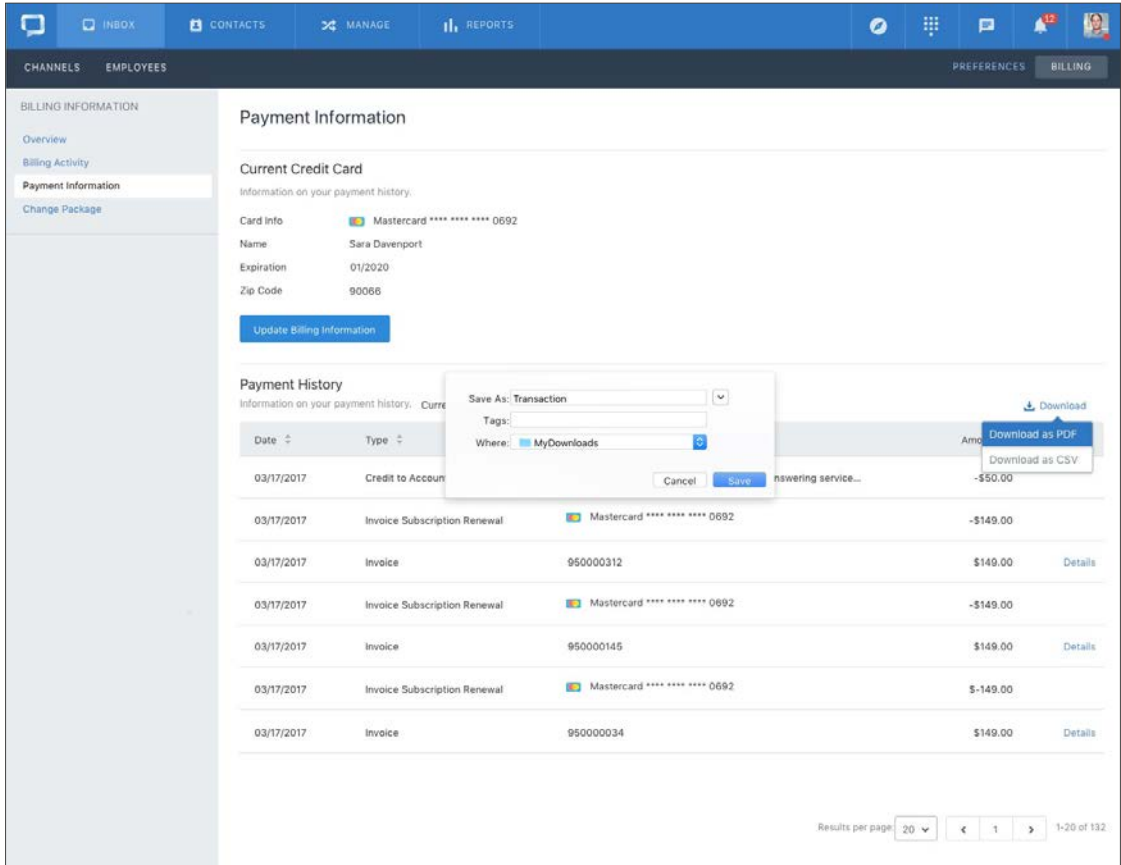 INBOX CONTACTS MANAGE REPORTS 12
CHANNELS EMPLOYEES PREFERENCES BILLING
BILLING INFORMATION
Overview
Billing Activity
Payment Information
Change Package
Payment Information
Current Credit Card
Information on your payment history.
Card Info Mastercard **** **** **** 0692
Name Sara Davenport
Expiration 01/2020
Zip Code 90066
Update Billing Information
Payment History
Information on your payment history. Curre
Download
Download as PDF
Download as CSV
Save As: Transaction
Tags:
Where: MyDownloads
Cancel Save
Date Type Amo
03/17/2017 Credit to Accoun nswering service... -$50.00
03/17/2017 Invoice Subscription Renewal Mastercard **** **** **** 0692 -$149.00
03/17/2017 Invoice 950000312 $149.00 Details
03/17/2017 Invoice Subscription Renewal Mastercard **** **** **** 0692 -$149.00
03/17/2017 Invoice 950000145 $149.00 Details
03/17/2017 Invoice Subscription Renewal Mastercard **** **** **** 0692 $-149.00
03/17/2017 Invoice 950000034 $149.00 Details
Results per page: 20 1 1-20 of 132